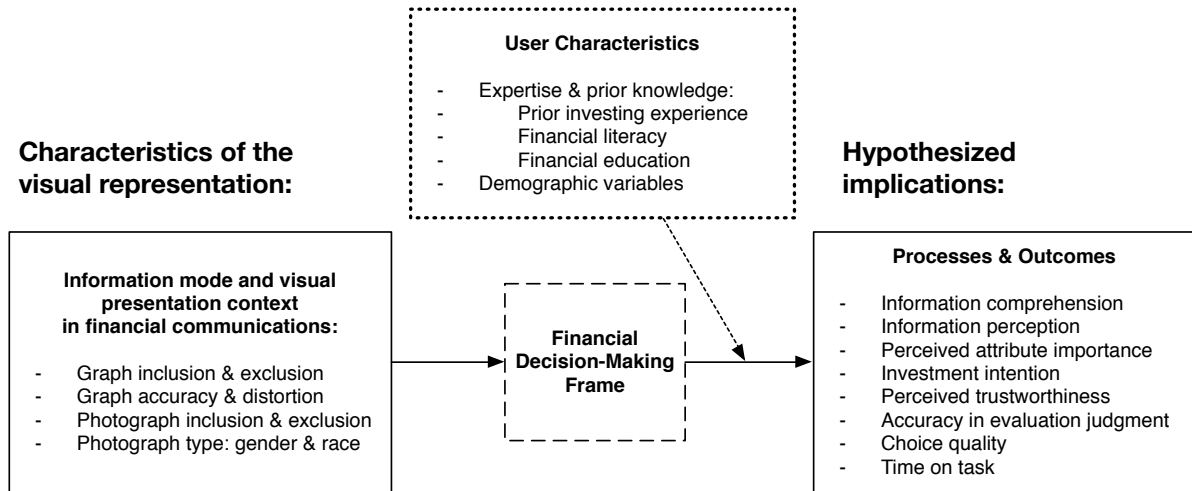 User Characteristics
- Expertise & prior knowledge:
- Prior investing experience
- Financial literacy
- Financial education
- Demographic variables
Characteristics of the
visual representation:
Hypothesized
implications:
Information mode and visual
presentation context
in financial communications:
- Graph inclusion & exclusion
- Graph accuracy & distortion
- Photograph inclusion & exclusion
- Photograph type: gender & race
Financial
Decision-Making
Frame
Processes & Outcomes
- Information comprehension
- Information perception
- Perceived attribute importance
- Investment intention
- Perceived trustworthiness
- Accuracy in evaluation judgment
- Choice quality
- Time on task